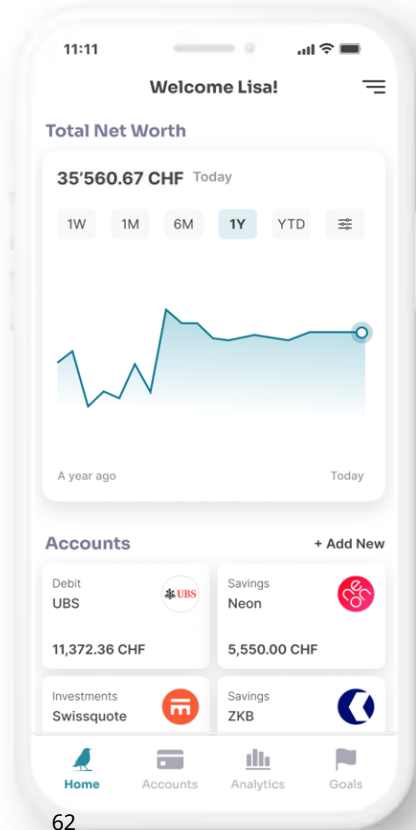 11:11
Welcome Lisa!
Total Net Worth
35’560.67 CHF Today
1W 1M 6M 1Y YTD
A year ago Today
Accounts + Add New
Debit
UBS
UBS
11,372.36 CHF
Savings
Neon
neon
5,550.00 CHF
Investments
Swissquote
Savings
ZKB
Home Accounts Analytics Goals
62